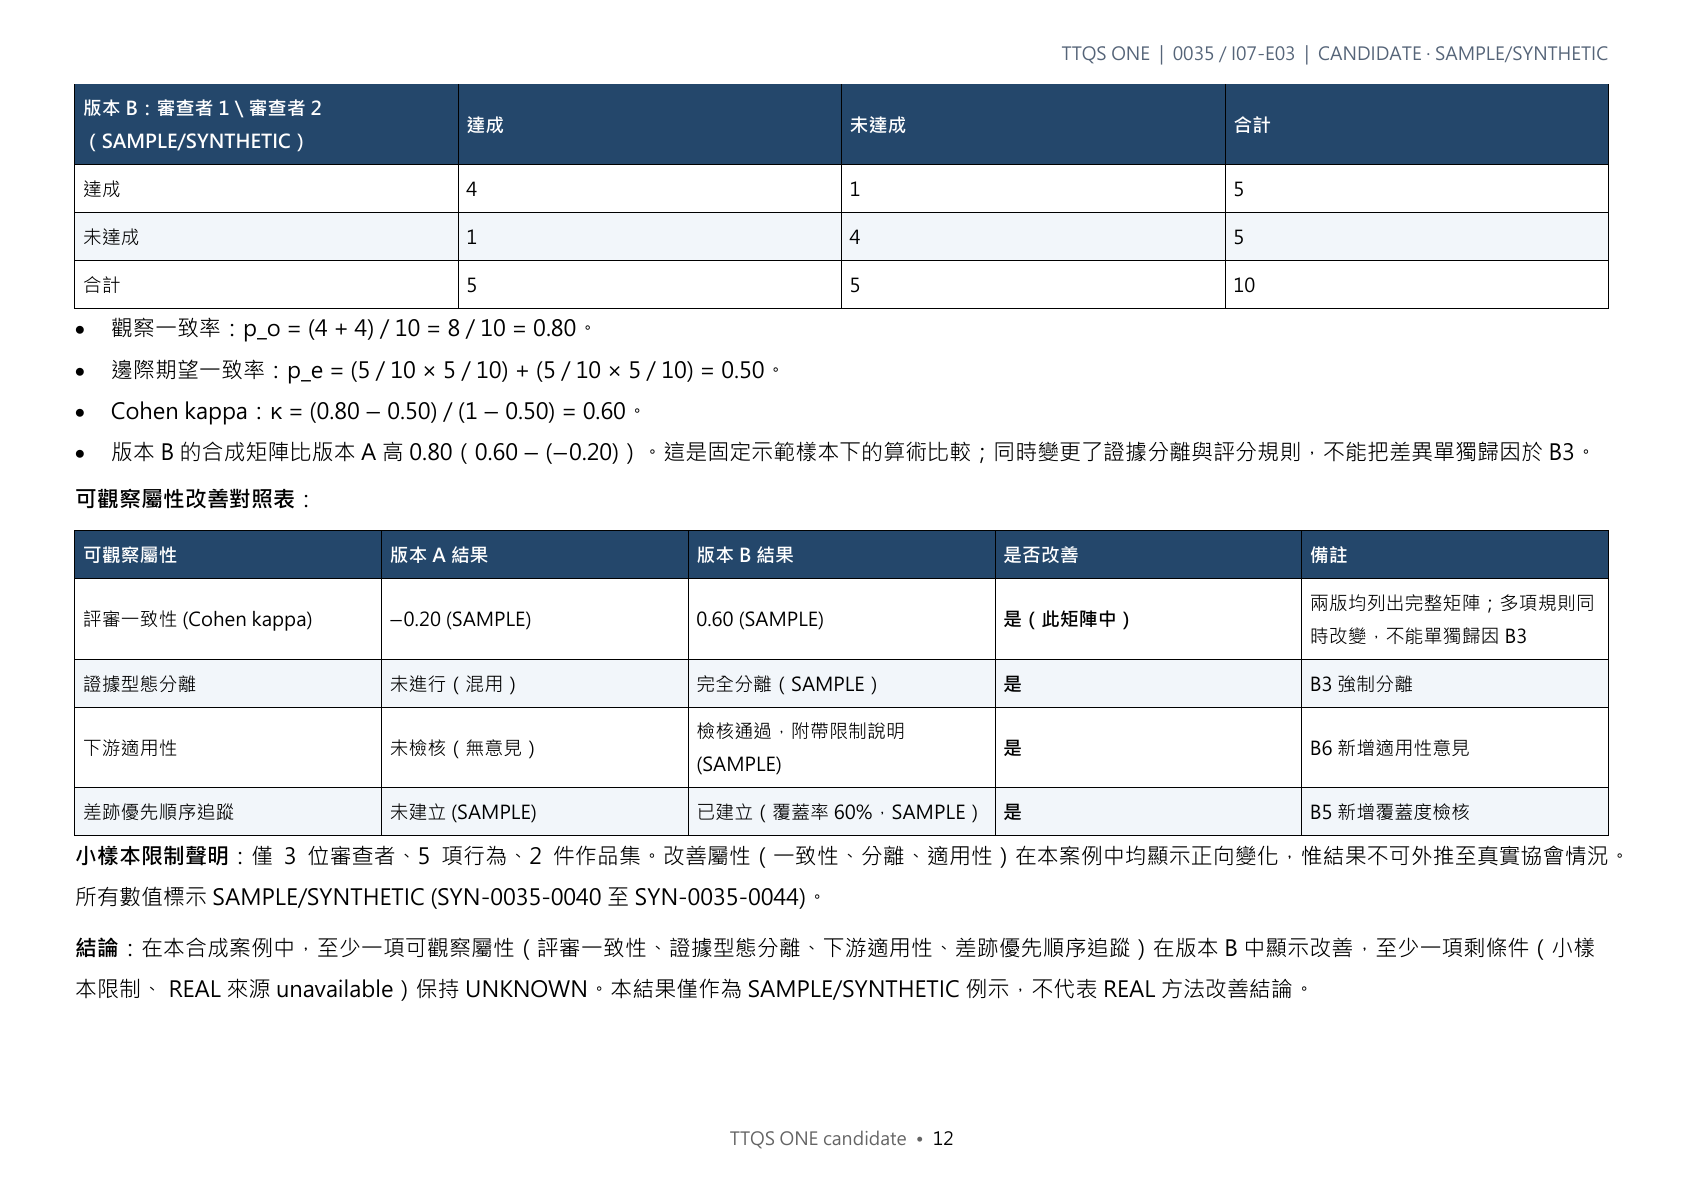 TTQS ONE | 0035 / I07-E03 | CANDIDATE · SAMPLE/SYNTHETIC
版本 B：審查者 1 \ 審查者 2
（SAMPLE/SYNTHETIC）
達成
未達成
合計
達成
4
1
5
未達成
1
4
5
合計
5
5
10
• 觀察一致率：p_o = (4 + 4) / 10 = 8 / 10 = 0.80。
• 邊際期望一致率：p_e = (5 / 10 × 5 / 10) + (5 / 10 × 5 / 10) = 0.50。
• Cohen kappa：κ = (0.80 − 0.50) / (1 − 0.50) = 0.60。
• 版本 B 的合成矩陣比版本 A 高 0.80（0.60 − (−0.20)）。這是固定示範樣本下的算術比較；同時變更了證據分離與評分規則，不能把差異單獨歸因於 B3。
可觀察屬性改善對照表：
可觀察屬性
版本 A 結果
版本 B 結果
是否改善
備註
評審一致性 (Cohen kappa)
−0.20 (SAMPLE)
0.60 (SAMPLE)
是（此矩陣中）
兩版均列出完整矩陣；多項規則同
時改變，不能單獨歸因 B3
證據型態分離
未進行（混用）
完全分離（SAMPLE）
是
B3 強制分離
下游適用性
未檢核（無意見）
檢核通過，附帶限制說明
(SAMPLE)
是
B6 新增適用性意見
差跡優先順序追蹤
未建立 (SAMPLE)
已建立（覆蓋率 60%，SAMPLE）
是
B5 新增覆蓋度檢核
小樣本限制聲明：僅 3 位審查者、5 項行為、2 件作品集。改善屬性（一致性、分離、適用性）在本案例中均顯示正向變化，惟結果不可外推至真實協會情況。
所有數值標示 SAMPLE/SYNTHETIC (SYN-0035-0040 至 SYN-0035-0044)。
結論：在本合成案例中，至少一項可觀察屬性（評審一致性、證據型態分離、下游適用性、差跡優先順序追蹤）在版本 B 中顯示改善，至少一項剩條件（小樣
本限制、 REAL 來源 unavailable）保持 UNKNOWN。本結果僅作為 SAMPLE/SYNTHETIC 例示，不代表 REAL 方法改善結論。
TTQS ONE candidate • 12